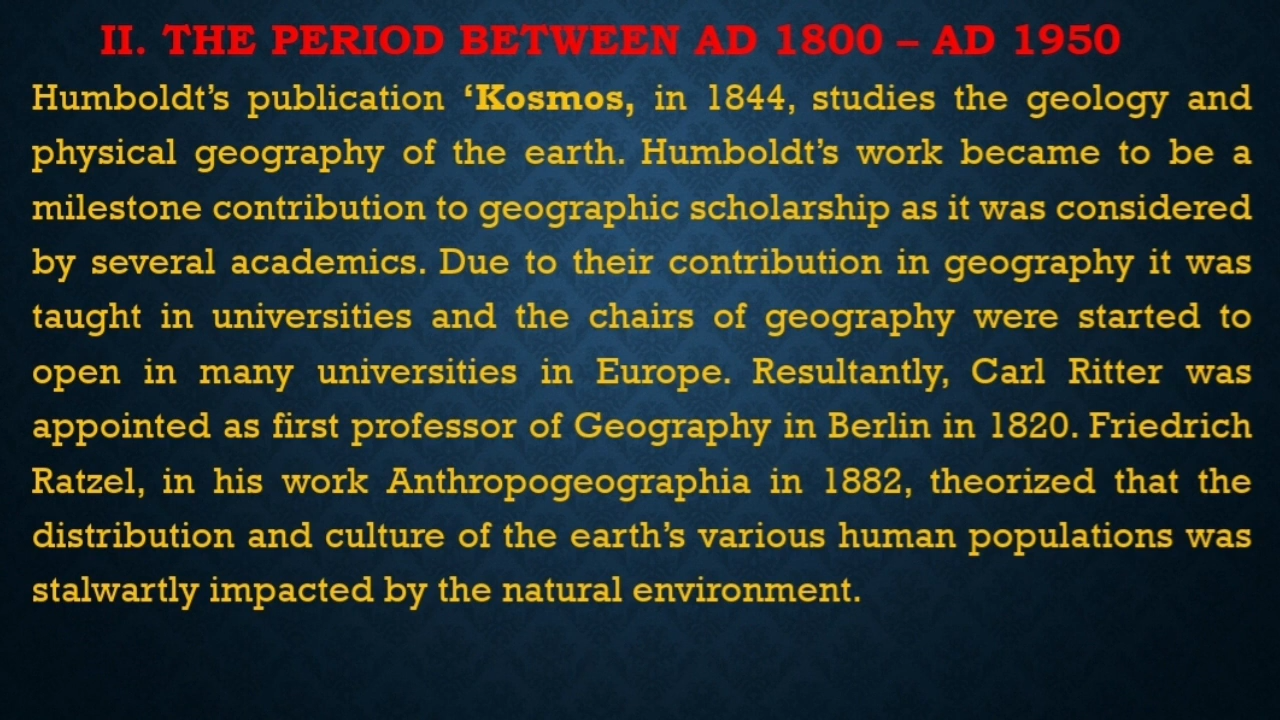 II. THE PERIOD BETWEEN AD 1800 – AD 1950
Humboldt’s publication ‘Kosmos, in 1844, studies the geology and
physical geography of the earth. Humboldt’s work became to be a
milestone contribution to geographic scholarship as it was considered
by several academics. Due to their contribution in geography it was
taught in universities and the chairs of geography were started to
open in many universities in Europe. Resultantly, Carl Ritter was
appointed as first professor of Geography in Berlin in 1820. Friedrich
Ratzel, in his work Anthropogeographia in 1882, theorized that the
distribution and culture of the earth’s various human populations was
stalwartly impacted by the natural environment.